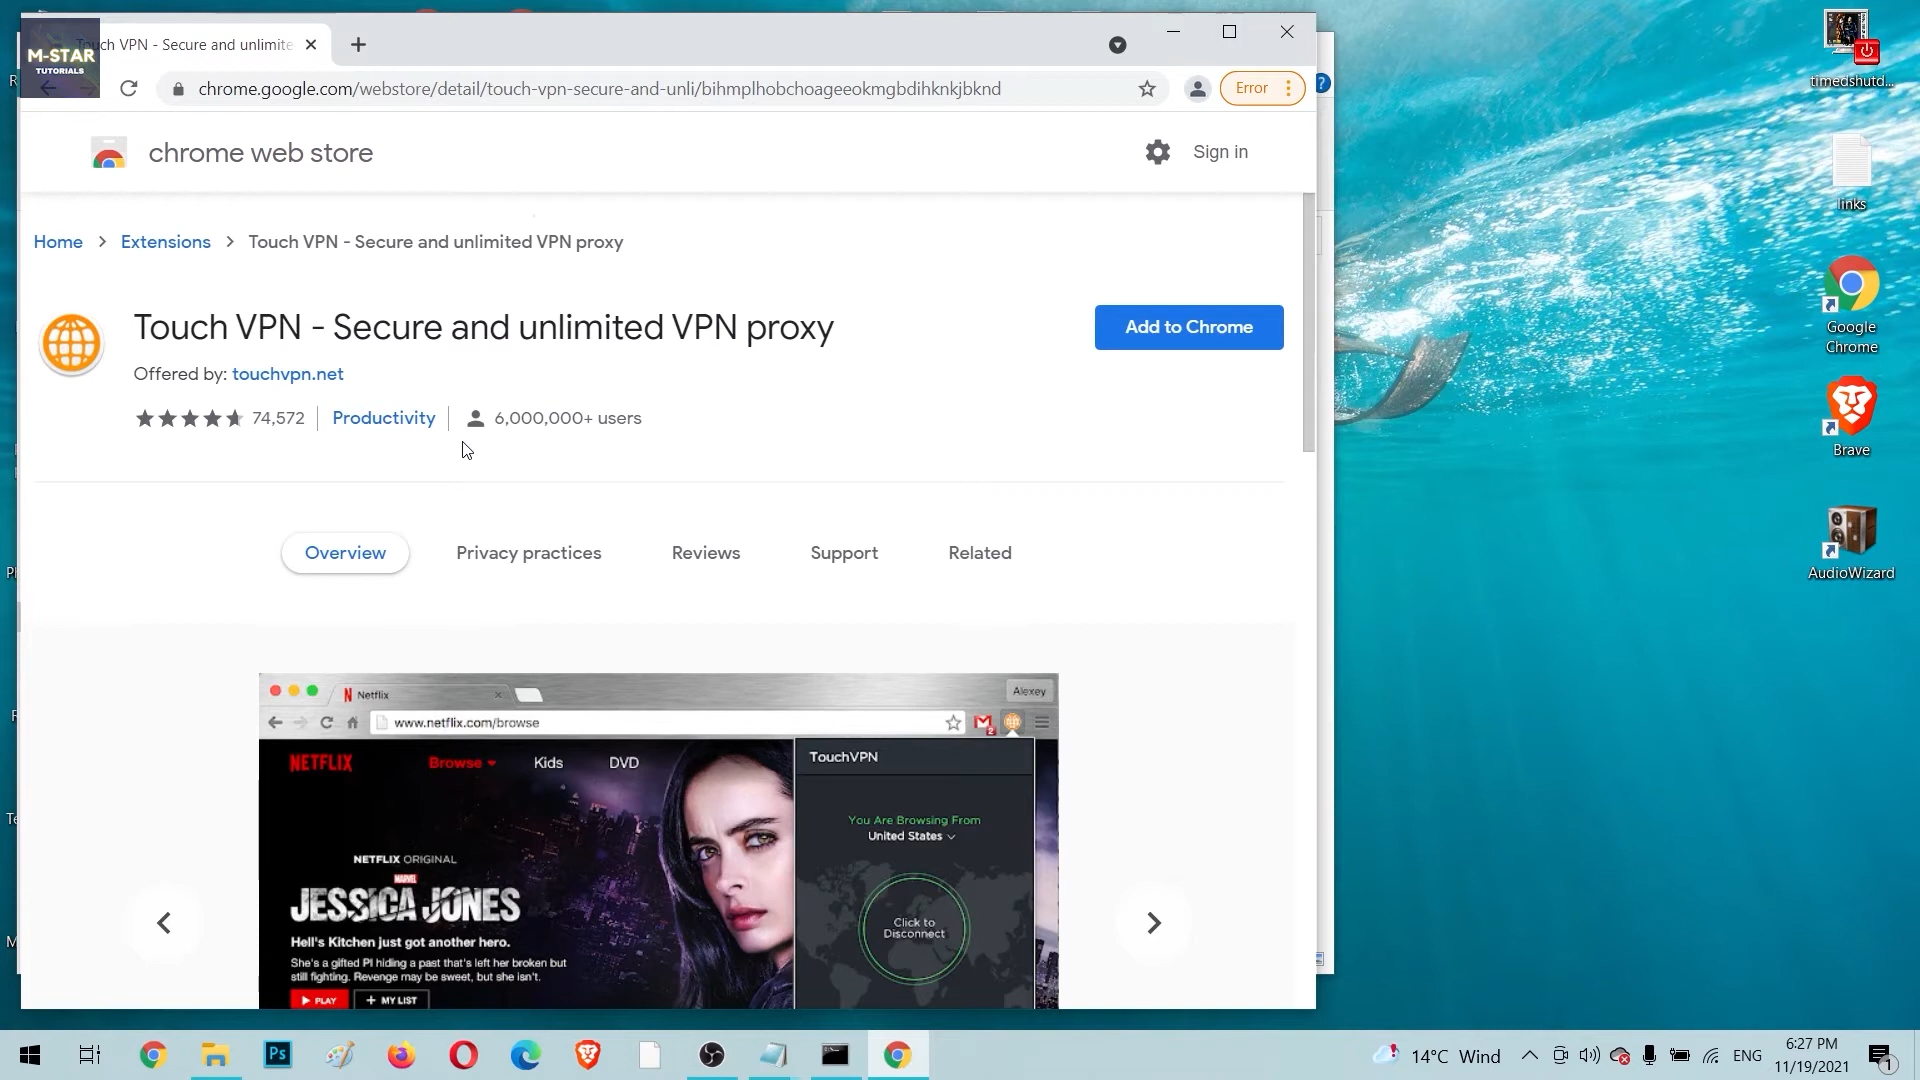 M-STAR
TUTORIALS
uch VPN - Secure and unlimite
chrome.google.com/webstore/detail/touch-vpn-secure-and-unli/bihmplhobchoageeokmgbdihknkjbknd
Error
chrome web store
Sign in
Home > Extensions > Touch VPN - Secure and unlimited VPN proxy
Touch VPN - Secure and unlimited VPN proxy
Add to Chrome
Offered by: touchvpn.net
74,572 Productivity 6,000,000+ users
Overview Privacy practices Reviews Support Related
Netflix
Alexey
www.netflix.com/browse
2
NETFLIX Browse Kids DVD
TouchVPN
You Are Browsing From
United States
NETFLIX ORIGINAL
MARVEL
JESSICA JONES
Click to
Disconnect
Hell's Kitchen just got another hero.
She's a gifted PI hiding a past that's left her broken but
still fighting. Revenge may be sweet, but she isn't.
PLAY + MY LIST
timedshutd...
links
Google
Chrome
Brave
AudioWizard
Ps
14°C Wind
ENG
6:27 PM
11/19/2021
1